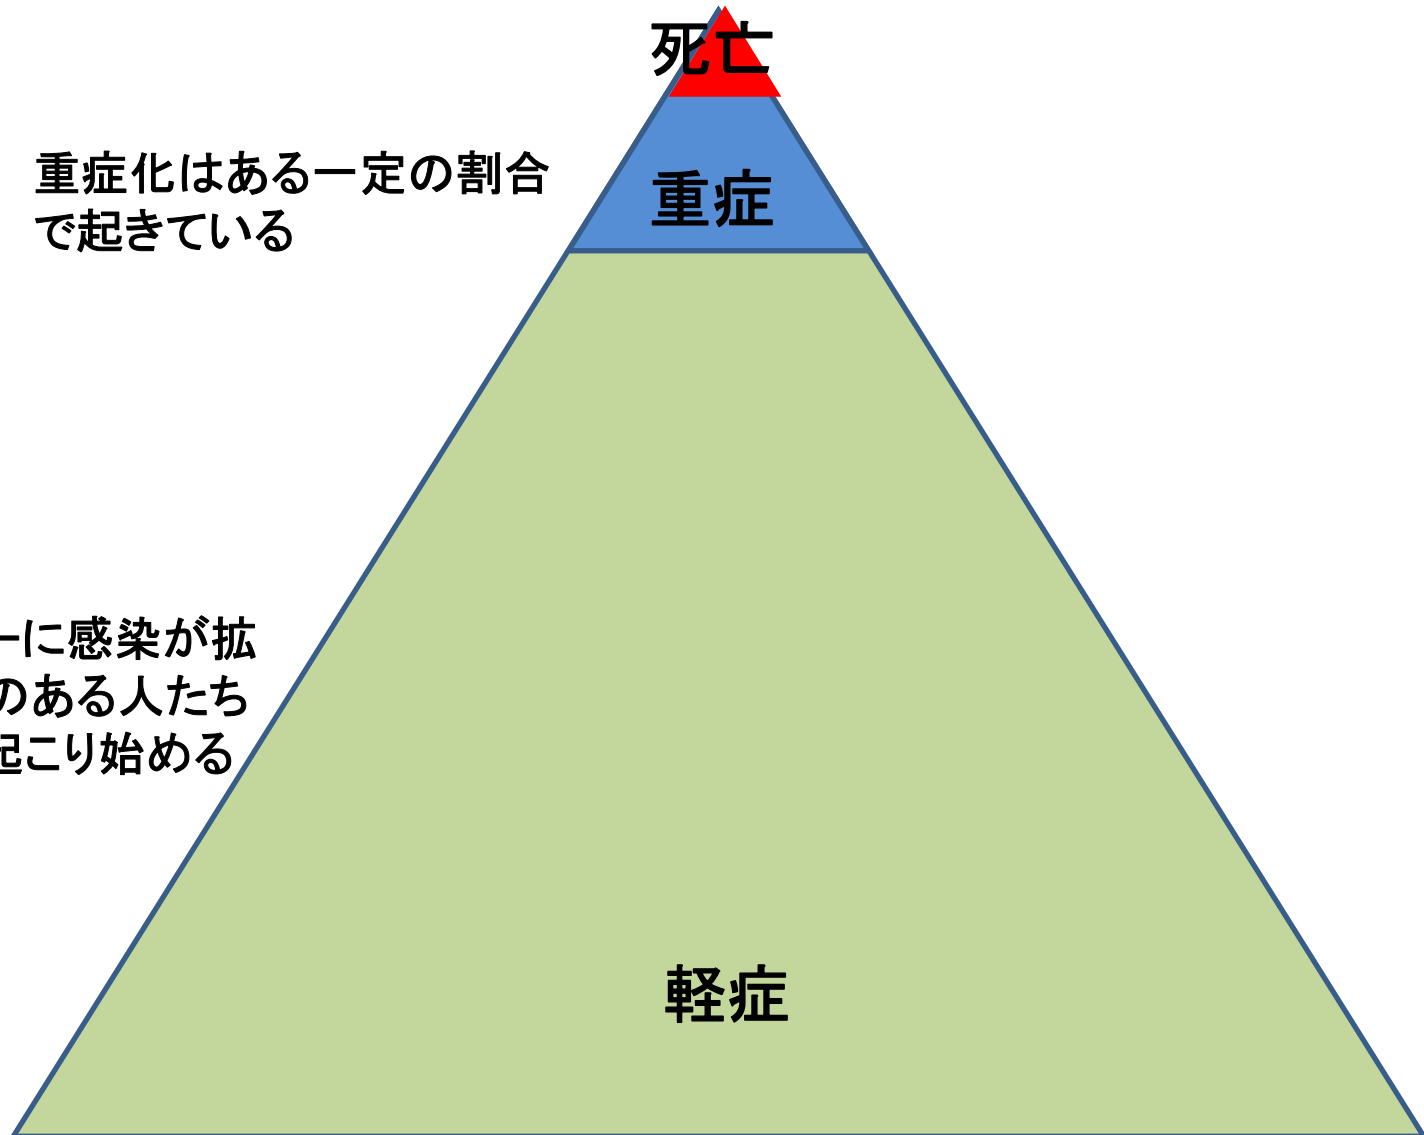 死亡
重症化はある一定の割合
で起きている
重症
ーに感染が拡
のある人たち
起こり始める
軽症